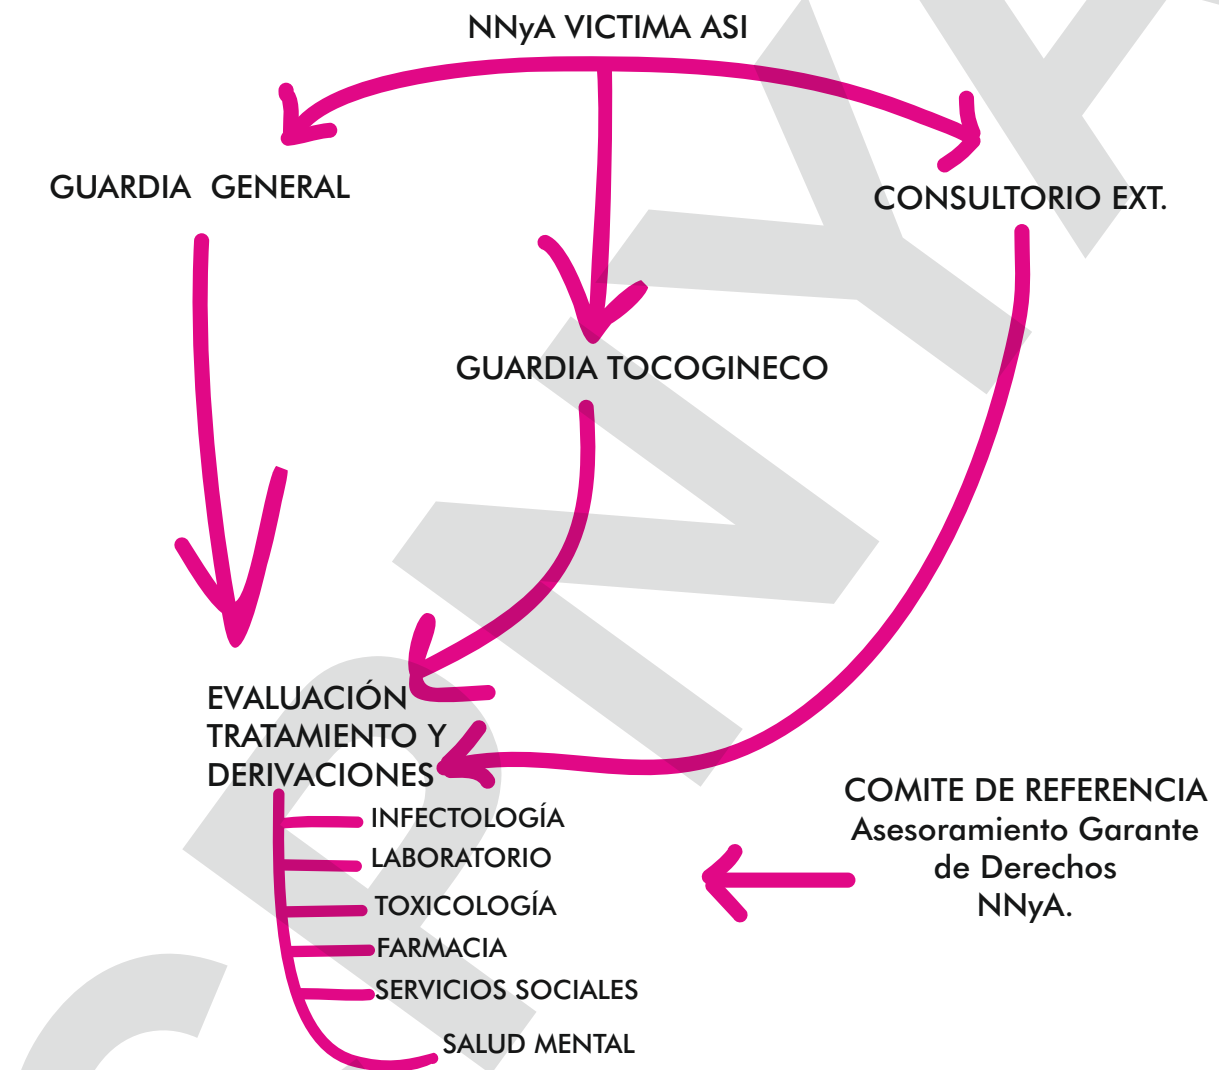 NNyA VICTIMA ASI
GUARDIA GENERAL
CONSULTORIO EXT.
GUARDIA TOCOGINECO
EVALUACIÓN
TRATAMIENTO Y
DERIVACIONES
INFECTOLOGÍA
LABORATORIO
TOXICOLOGÍA
FARMACIA
SERVICIOS SOCIALES
SALUD MENTAL
COMITE DE REFERENCIA
Asesoramiento Garante
de Derechos
NNyA.